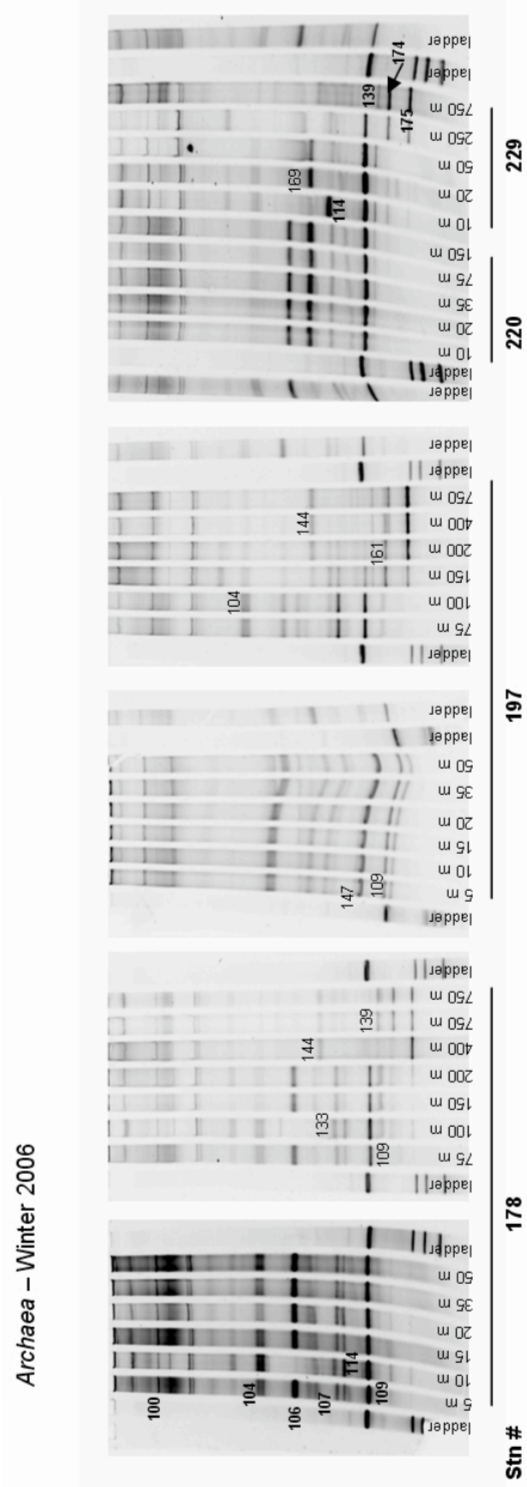 Archaea – Winter 2006
100
104
106
107
114
109
ladder 5 m 10 m 15 m 20 m 35 m 50 m ladder
144
133
139
109
ladder 75 m 100 m 150 m 200 m 400 m 750 m 750 m ladder
147
109
ladder 5 m 10 m 15 m 20 m 35 m 50 m ladder ladder
104
144
161
ladder 75 m 100 m 150 m 200 m 400 m 750 m ladder ladder
169
114
139
174
175
ladder ladder 10 m 20 m 35 m 75 m 150 m 10 m 20 m 50 m 250 m 750 m ladder ladder
Stn # 178 197 220 229